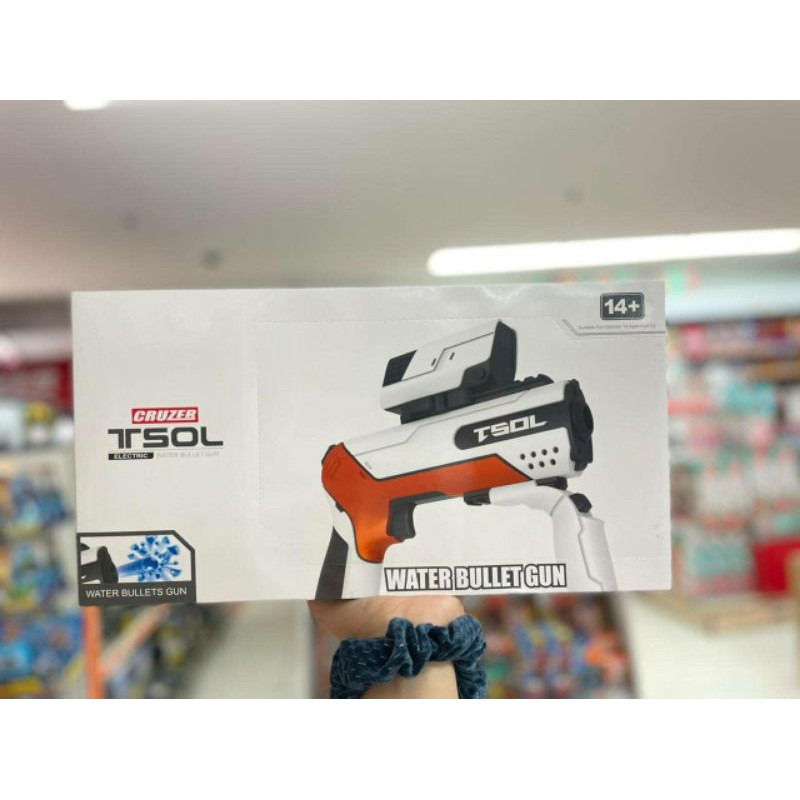 14+
CRUZER
TSOL
ELECTRIC WATER BULLET GUN
TSOL
WATER BULLET GUN
WATER BULLETS GUN